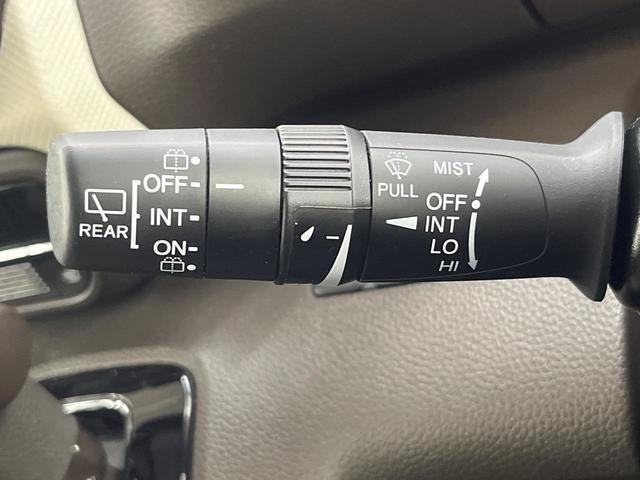 REAR
OFF
INT
ON
PULL
MIST
OFF
INT
LO
HI